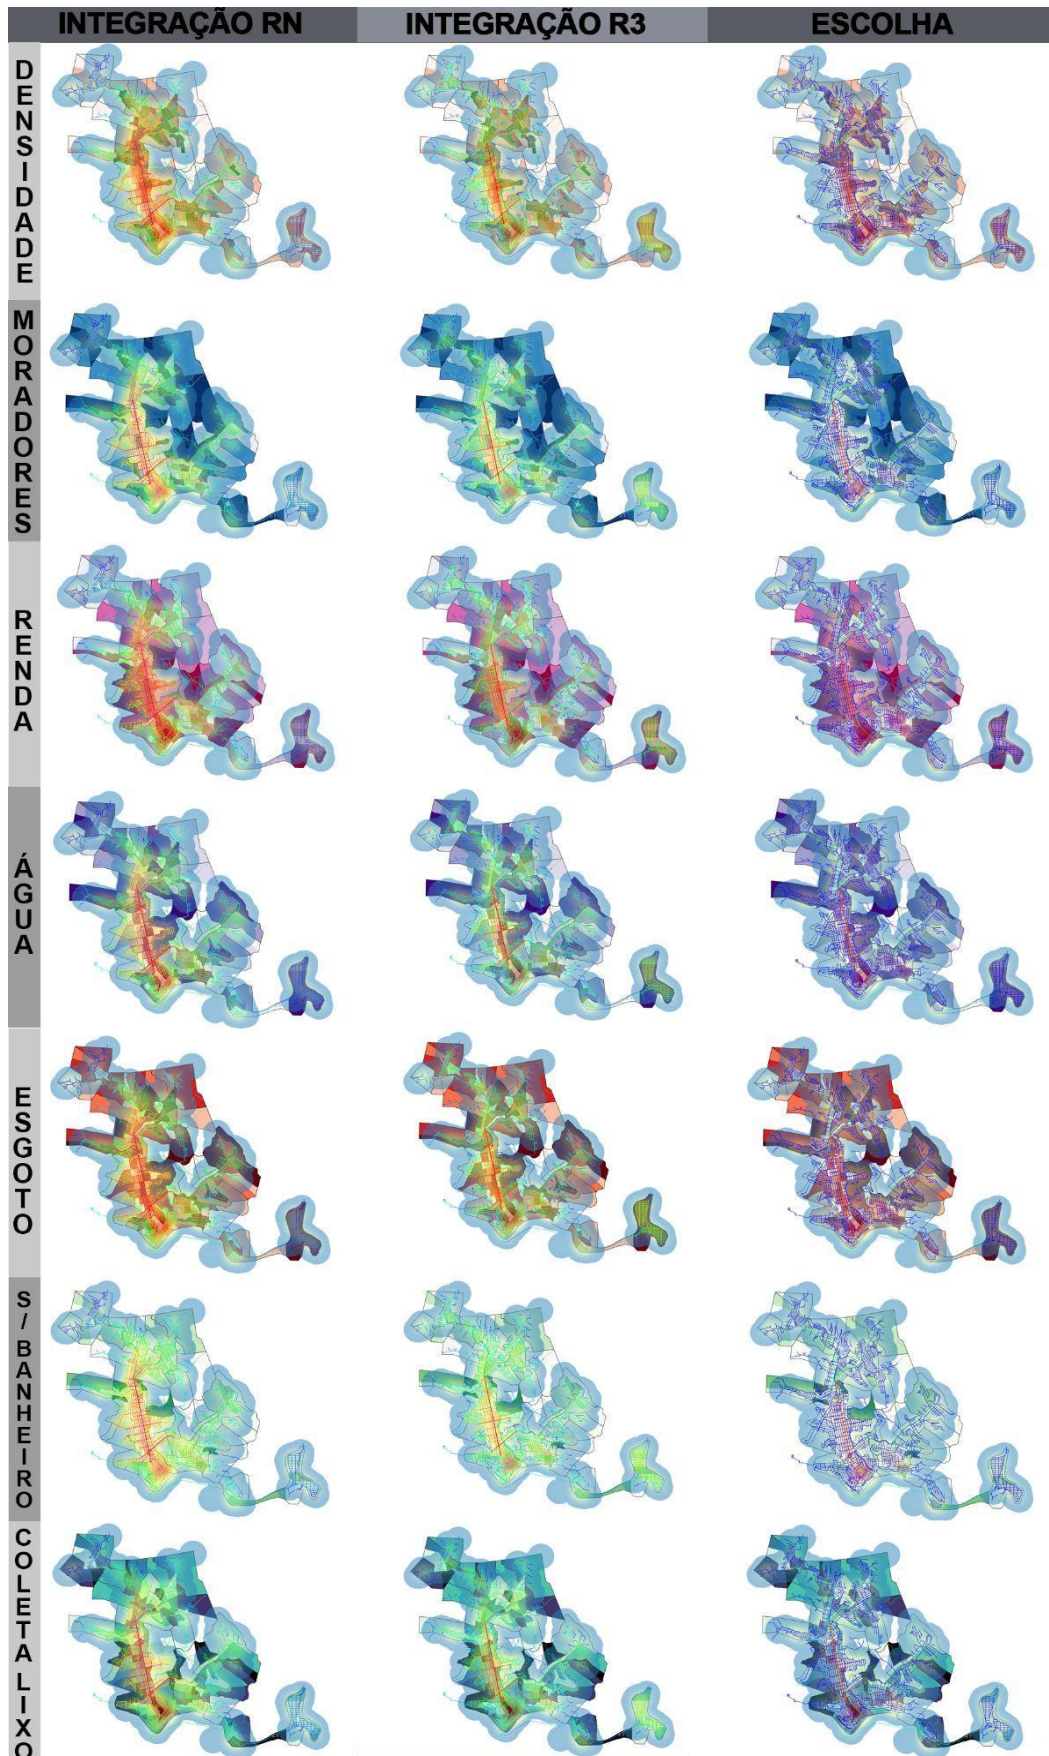 INTEGRAÇÃO RN
INTEGRAÇÃO R3
ESCOLHA
DENSIDADE
MORADORES
RENDA
ÁGUA
ESGOTO
S/ BANHEIRO
COLETA LIXO